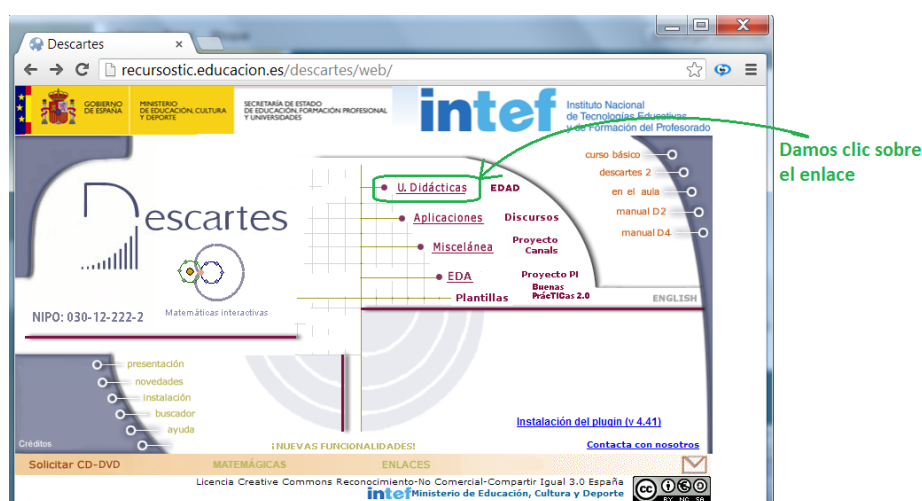 Descartes
recursostic.educacion.es/descartes/web/
GOBIERNO
DE ESPAÑA
MINISTERIO
DE EDUCACIÓN, CULTURA
Y DEPORTE
SECRETARÍA DE ESTADO
DE EDUCACIÓN, FORMACIÓN PROFESIONAL
Y UNIVERSIDADES
intef
Instituto Nacional
de Tecnologías Educativas
y de Formación del Profesorado
Damos clic sobre
el enlace
curso básico
descartes 2
en el aula
manual D2
manual D4
Descartes
U. Didácticas EDAD
Aplicaciones Discursos
Miscelánea Proyecto
Canals
EDA Proyecto PI
Plantillas Buenas
PrácTICas 2.0
ENGLISH
Matemáticas interactivas
NIPO: 030-12-222-2
presentación
novedades
instalación
buscador
ayuda
Créditos
¡NUEVAS FUNCIONALIDADES!
Instalación del plugin (v 4.41)
Contacta con nosotros
Solicitar CD-DVD MATEMÁGICAS ENLACES
Licencia Creative Commons Reconocimiento-No Comercial-Compartir Igual 3.0 España
intef Ministerio de Educación, Cultura y Deporte
cc
BY NC SA